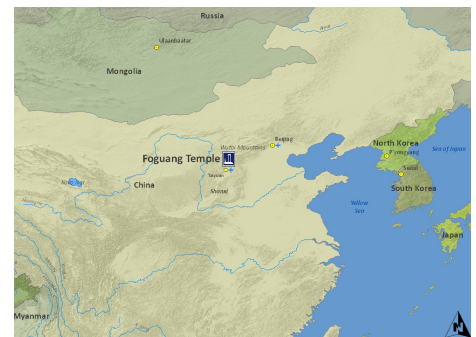 Russia
Ulaanbaatar
Mongolia
Amur
Wutai Mountains
Beijing
North Korea
Sea of Japan
Pyongyang
Foguang Temple
Taiyuan
Seoul
China
Shanxi
South Korea
Yellow
Sea
Japan
Myanmar